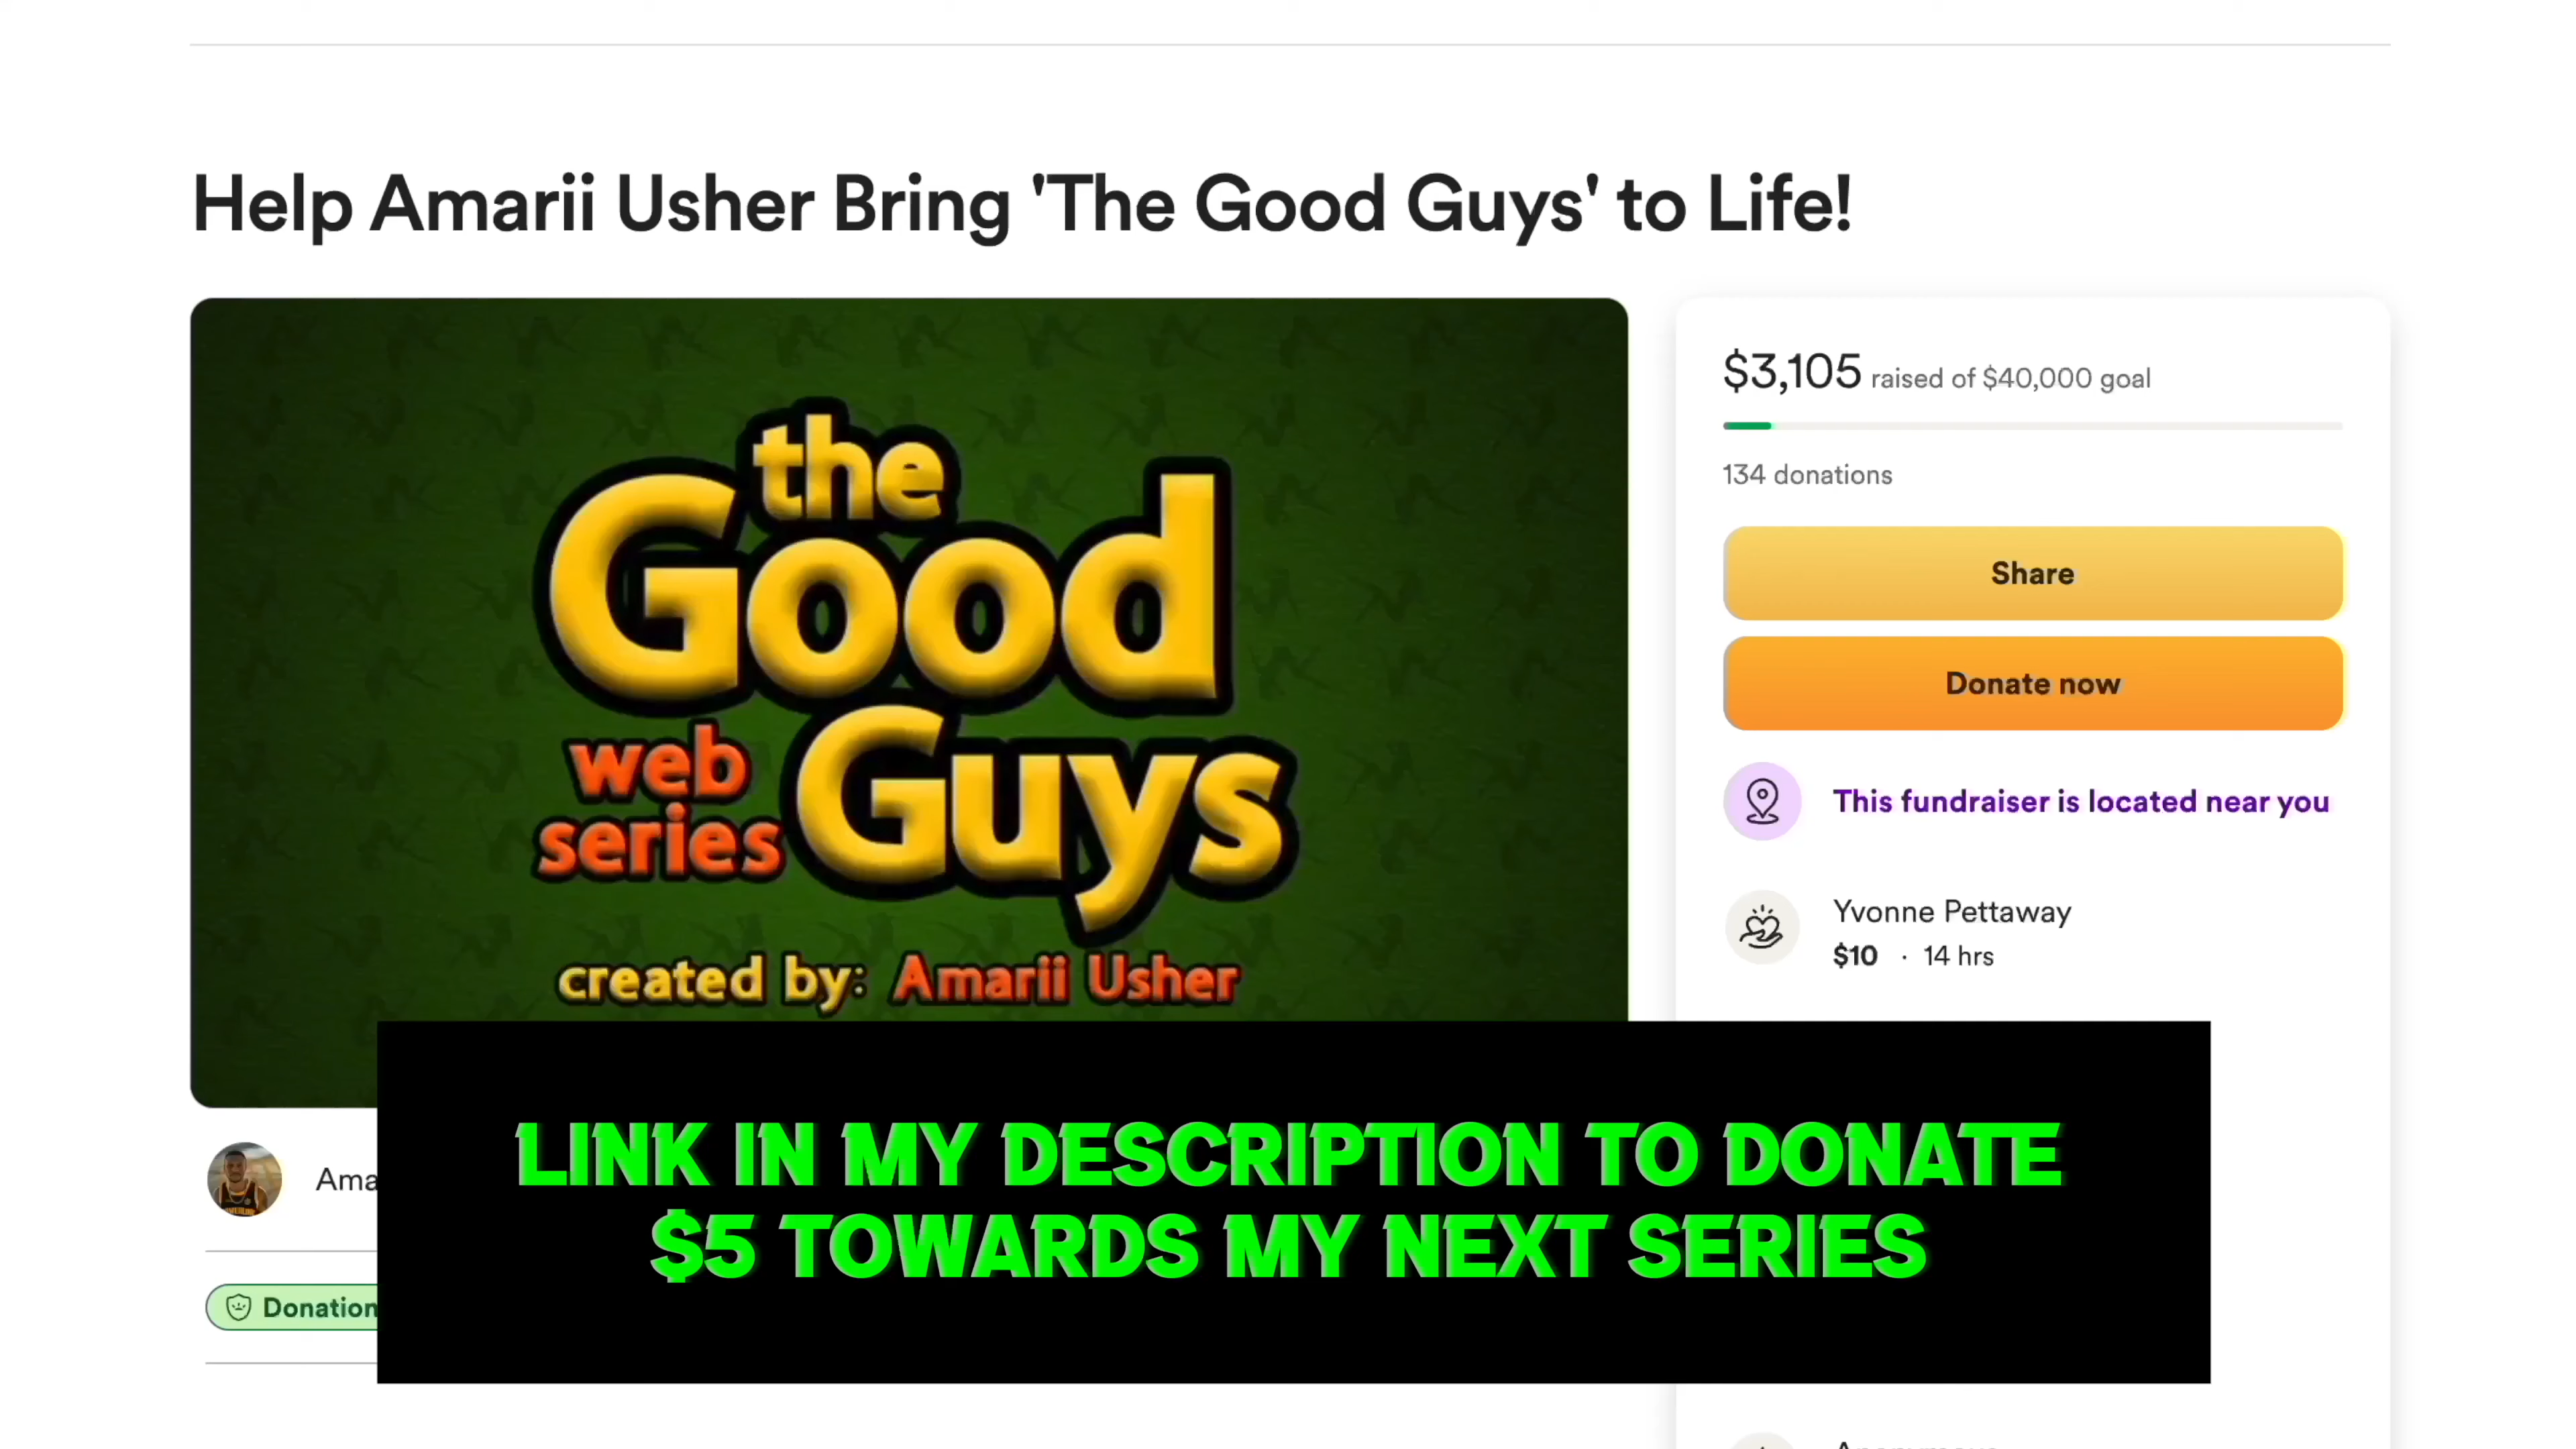 Help Amarii Usher Bring 'The Good Guys' to Life!
the
Good
web
series
Guys
created by: Amarii Usher
$3,105 raised of $40,000 goal
134 donations
Share
Donate now
This fundraiser is located near you
Yvonne Pettaway
$10 · 14 hrs
Ama
Donation
LINK IN MY DESCRIPTION TO DONATE
$5 TOWARDS MY NEXT SERIES